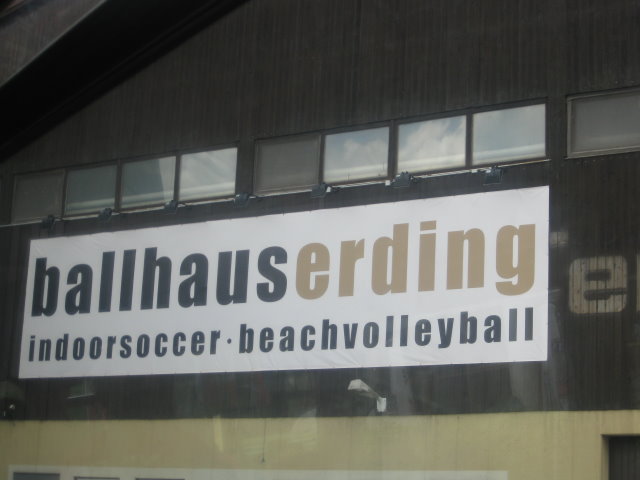 ballhauserding
indoorsoccer · beachvolleyball